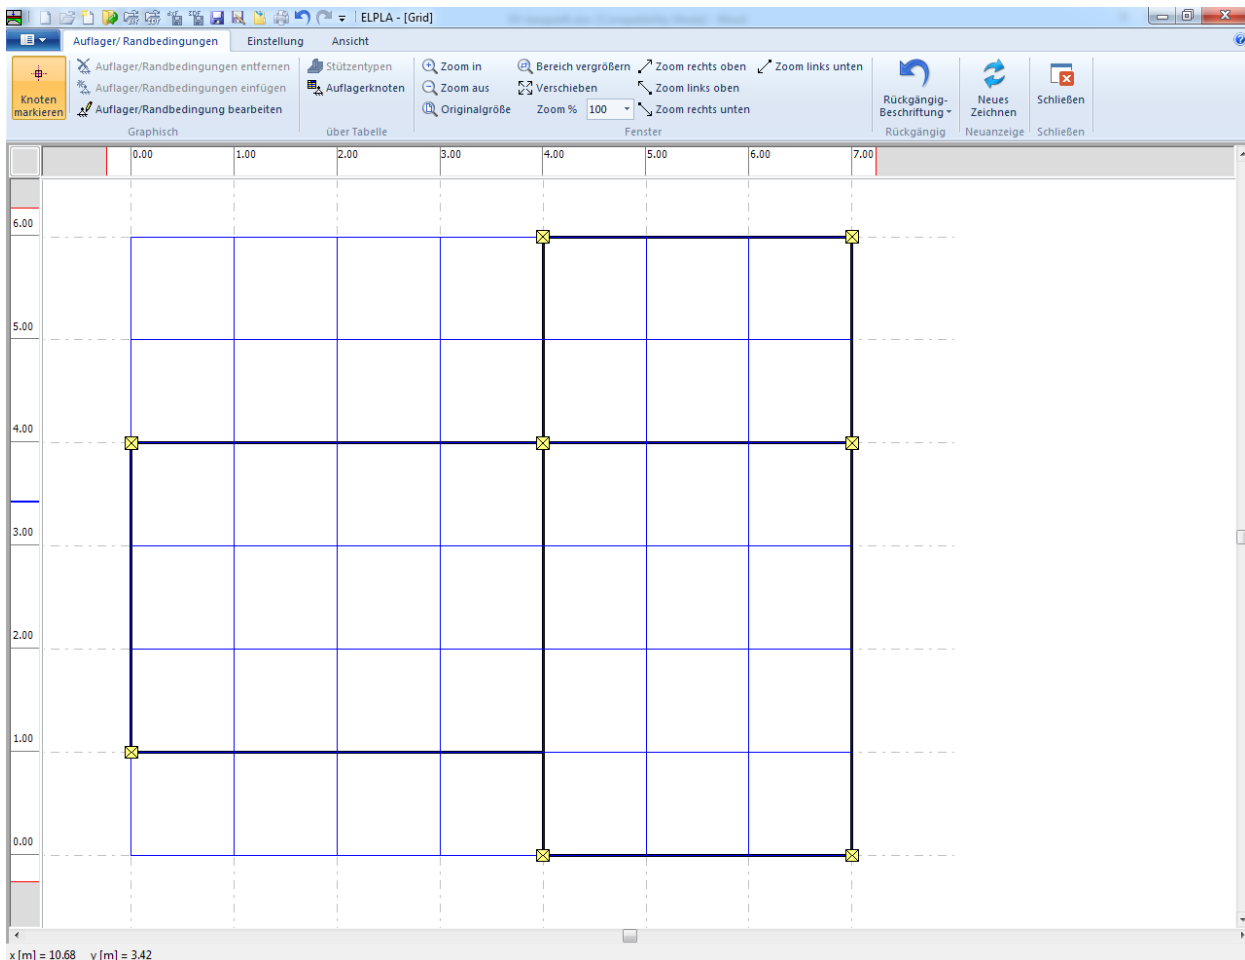 ELPLA - [Grid]
Auflager/ Randbedingungen Einstellung Ansicht
Knoten markieren
Auflager/Randbedingungen entfernen
Auflager/Randbedingungen einfügen
Auflager/Randbedingung bearbeiten
Graphisch
Stützentypen
Auflagerknoten
über Tabelle
Zoom in
Zoom aus
Originalgröße
Bereich vergrößern
Verschieben
Zoom % 100
Zoom rechts oben
Zoom links oben
Zoom rechts unten
Zoom links unten
Fenster
Rückgängig-
Beschriftung
Rückgängig
Neues
Zeichnen
Neuanzeige
Schließen
Schließen
0.00 1.00 2.00 3.00 4.00 5.00 6.00 7.00
6.00
5.00
4.00
3.00
2.00
1.00
0.00
x [m] = 10.68 y [m] = 3.42